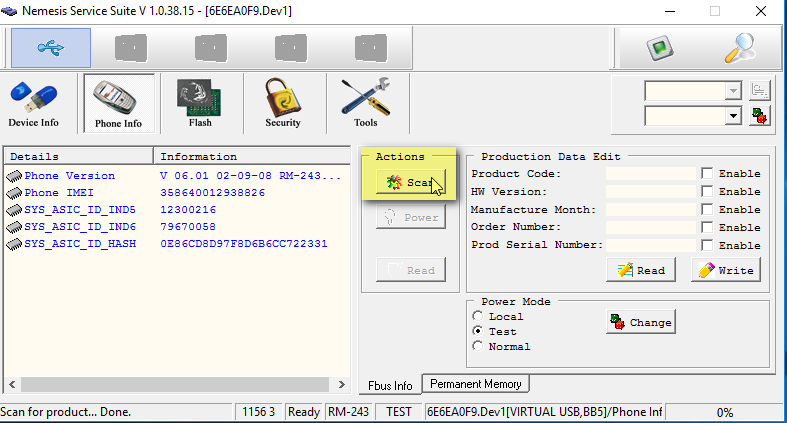 Nemesis Service Suite V 1.0.38.15 - [6E6EA0F9.Dev1]
Device Info Phone Info Flash Security Tools
Details Information
Phone Version V 06.01 02-09-08 RM-243...
Phone IMEI 358640012938826
SYS_ASIC_ID_IND5 12300216
SYS_ASIC_ID_IND6 79670058
SYS_ASIC_ID_HASH 0E86CD8D97F8D6B6CC722331
Actions
Scan
Power
Read
Production Data Edit
Product Code: Enable
HW Version: Enable
Manufacture Month: Enable
Order Number: Enable
Prod Serial Number: Enable
Read Write
Power Mode
Local
Test
Normal
Change
Fbus Info Permanent Memory
Scan for product... Done. 1156 3 Ready RM-243 TEST 6E6EA0F9.Dev1[VIRTUAL USB,BB5]/Phone Inf 0%